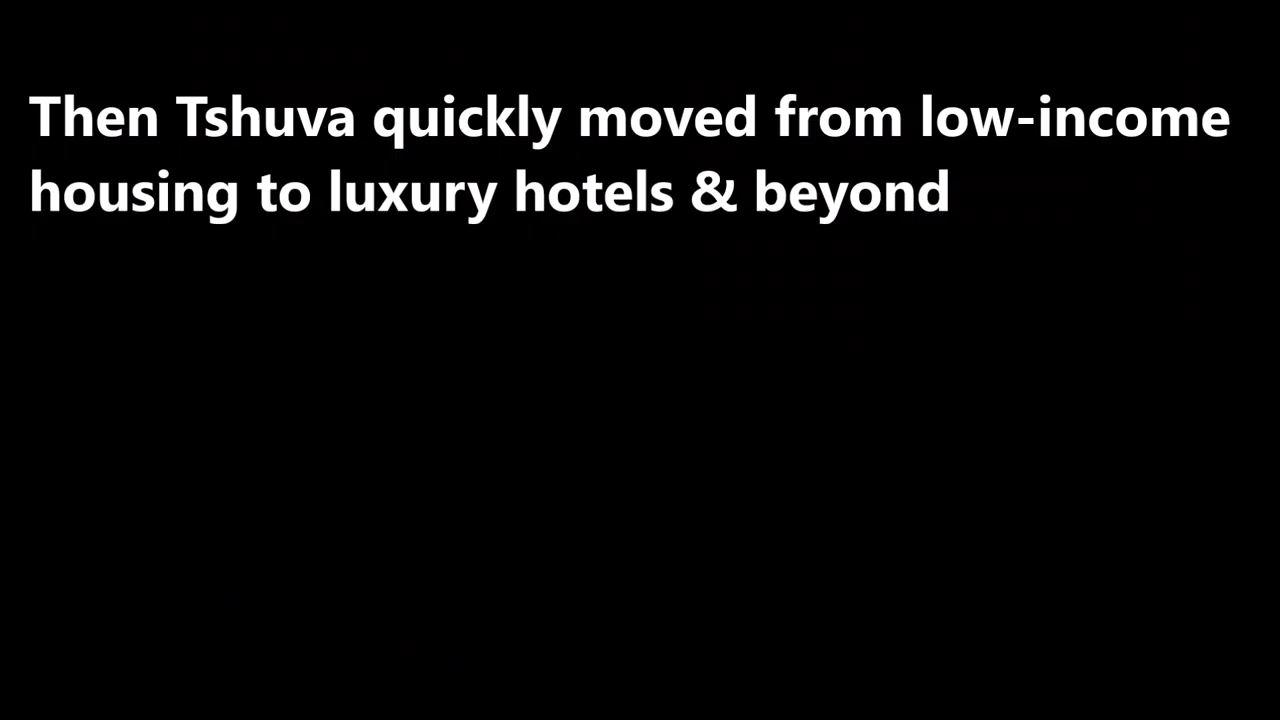 Then Tshuva quickly moved from low-income
housing to luxury hotels & beyond